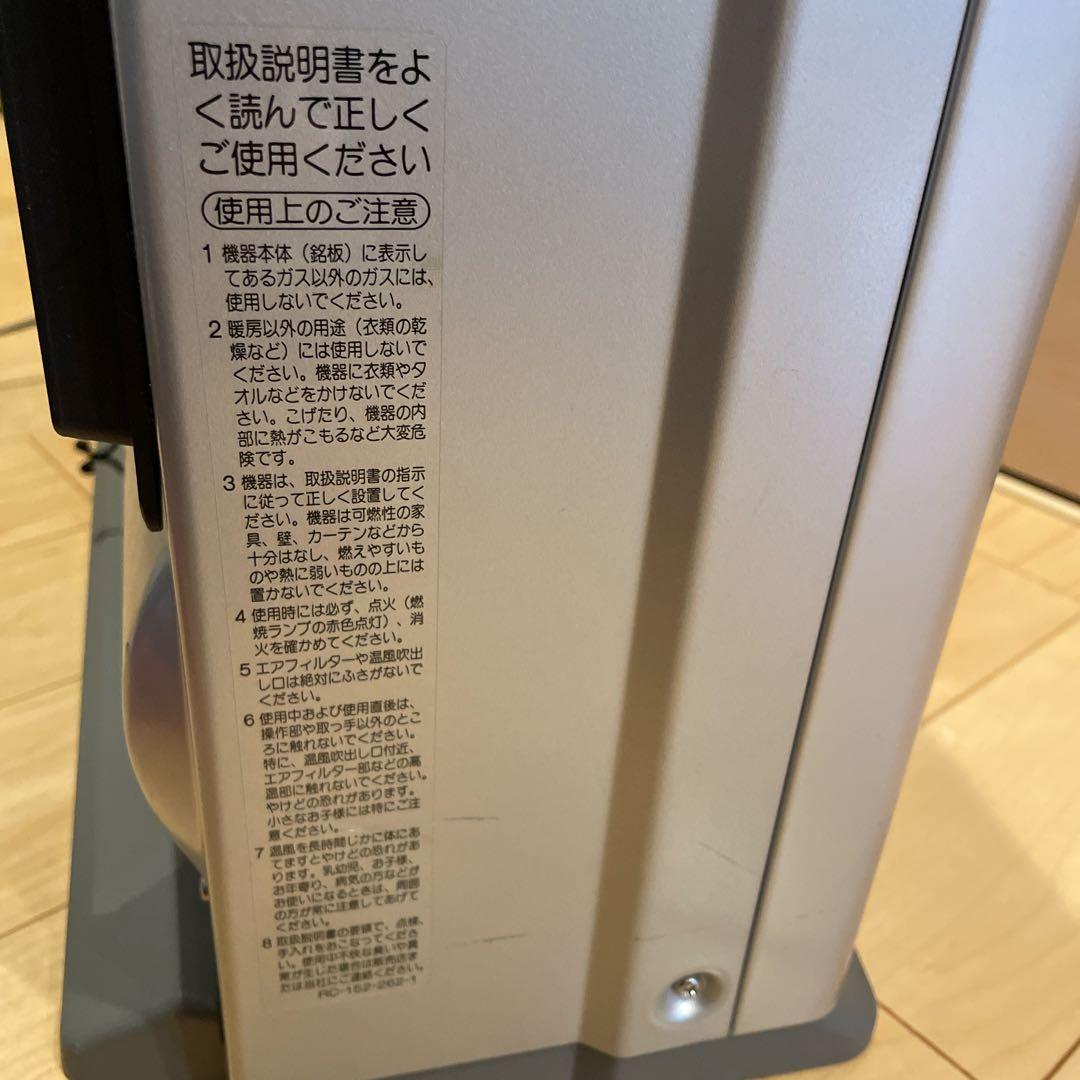 取扱説明書をよ
く読んで正しく
ご使用ください
使用上のご注意
1 機器本体（銘板）に表示し
てあるガス以外のガスには、
使用しないでください。
2 暖房以外の用途（衣類の乾
燥など）には使用しないで
ください。機器に衣類やタ
オルなどをかけないでくだ
さい。こげたり、機器の内
部に熱がこもるなど大変危
険です。
3 機器は、取扱説明書の指示
に従って正しく設置してく
ださい。機器は可燃性の家
具、壁、カーテンなどから
十分はなし、燃えやすいも
のや熱に弱いものの上には
置かないでください。
4 使用時には必ず、点火（燃
焼ランプの赤色点灯）、消
火を確かめてください。
5 エアフィルターや温風吹出
し口は絶対にふさがないで
ください。
6 使用中および使用直後は、
操作部や取っ手以外のとこ
ろに触れないでください。
特に、温風吹出し口付近、
エアフィルター部などの高
温部に触れないでください。
やけどの恐れがあります。
小さなお子様には特にご注
意ください。
7 温風を長時間じかに体にあ
てますとやけどの恐れがあ
ります。乳幼児、お子様、
お年寄り、病気の方などが
お使いになるときは、周囲
の方が常に注意してあげて
ください。
8 取扱説明書の要領で、点検、
手入れをおこなってくださ
い。使用中不快な臭いや異
常が生じた場合は販売店ま
たは当社にご連絡ください。
RC-152-262-1